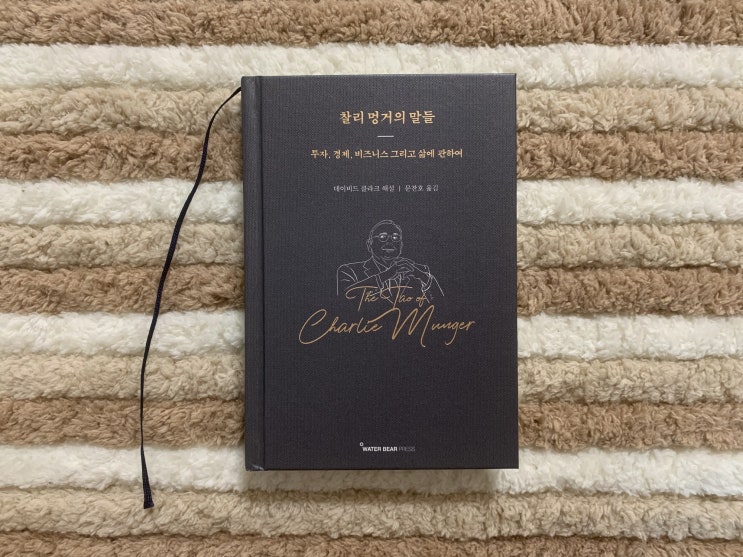 찰리 멍거의 말들
투자, 경제, 비즈니스 그리고 삶에 관하여
데이비드 클라크 해설 | 문찬호 옮김
The Tao of
Charlie Munger
WATER BEAR PRESS